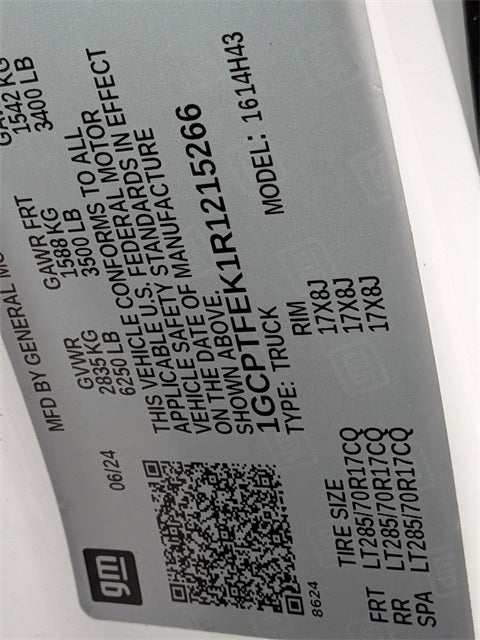 gm
06/24
MFD BY GENERAL MO
GVWR GAWR FRT GAWR
2835 KG 1588 KG 1542 KG
6250 LB 3500 LB 3400 LB
THIS VEHICLE CONFORMS TO ALL
APPLICABLE U.S. FEDERAL MOTOR
VEHICLE SAFETY STANDARDS IN EFFECT
ON THE DATE OF MANUFACTURE
SHOWN ABOVE.
1GCPTFEK1R1215266
TYPE: TRUCK MODEL: 1614H43
8624
TIRE SIZE RIM
FRT LT285/70R17CQ 17X8J
RR LT285/70R17CQ 17X8J
SPA LT285/70R17CQ 17X8J